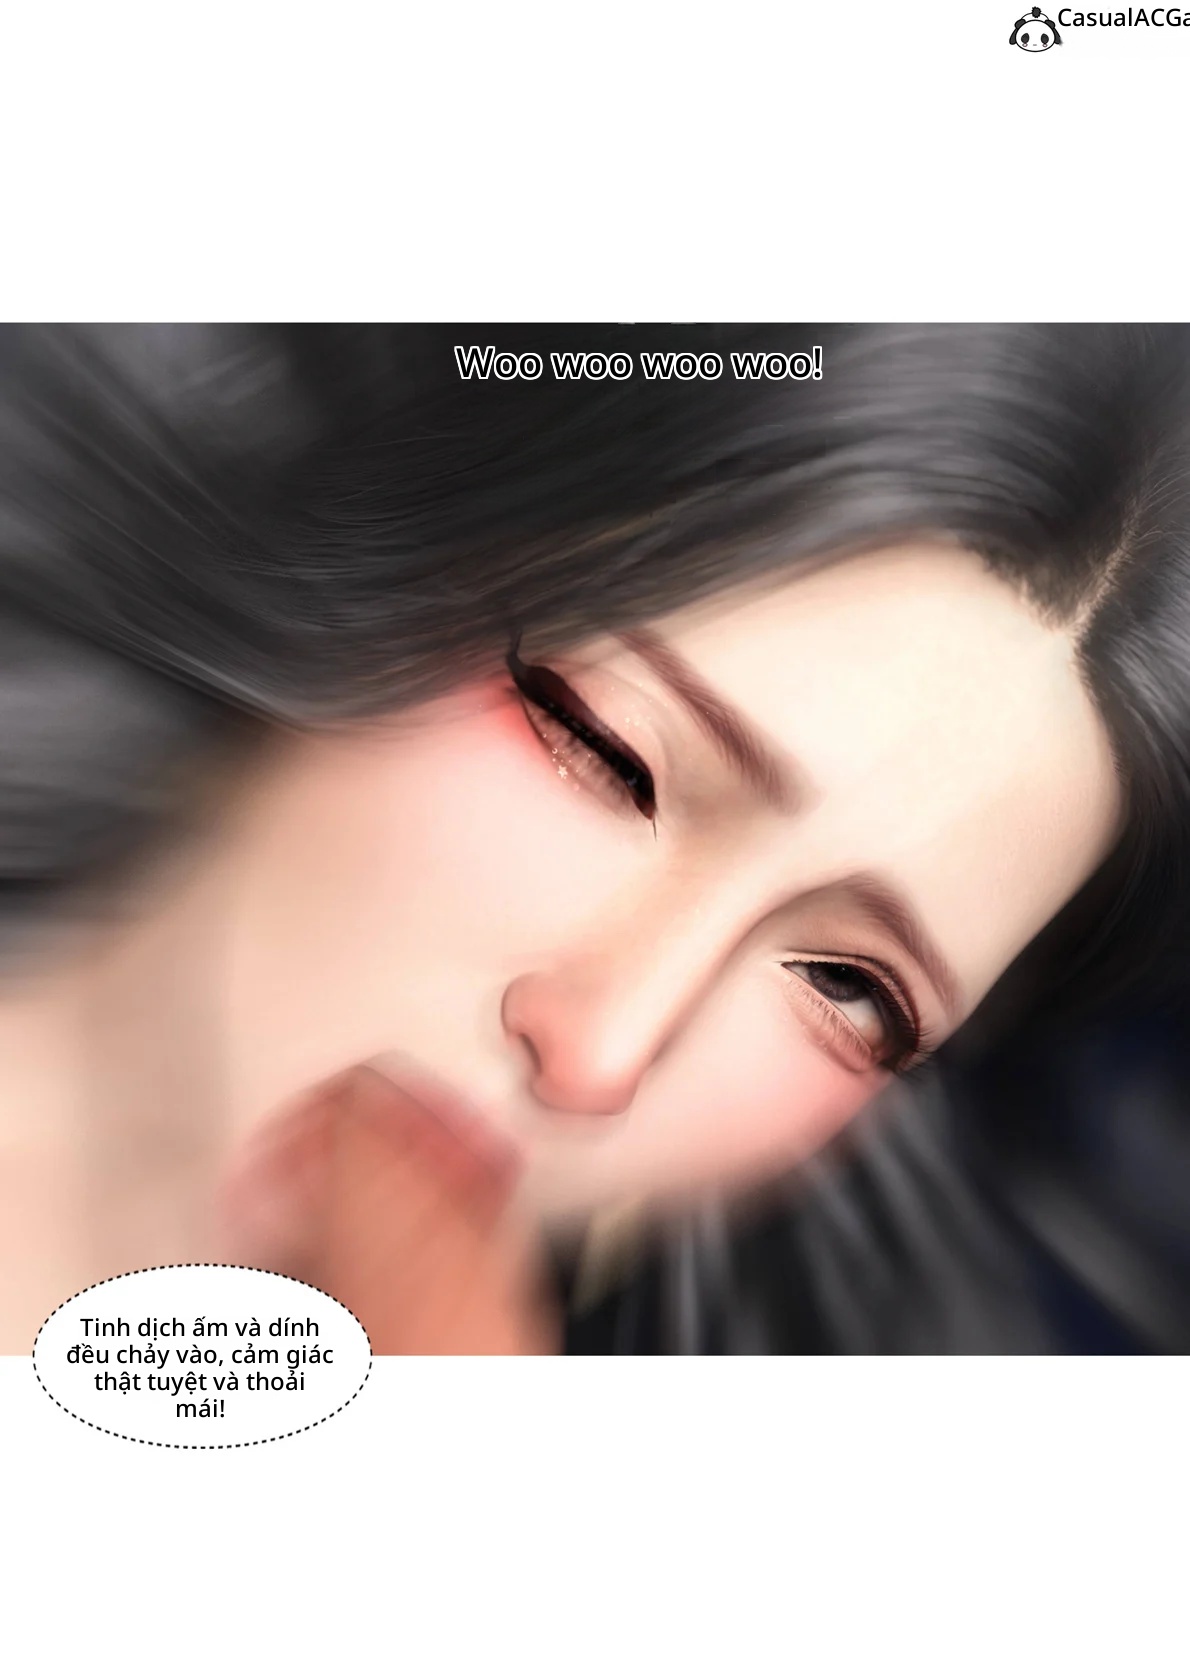 CasualACGa
Woo woo woo woo!
Tinh dịch ấm và dính
đều chảy vào, cảm giác
thật tuyệt và thoải
mái!